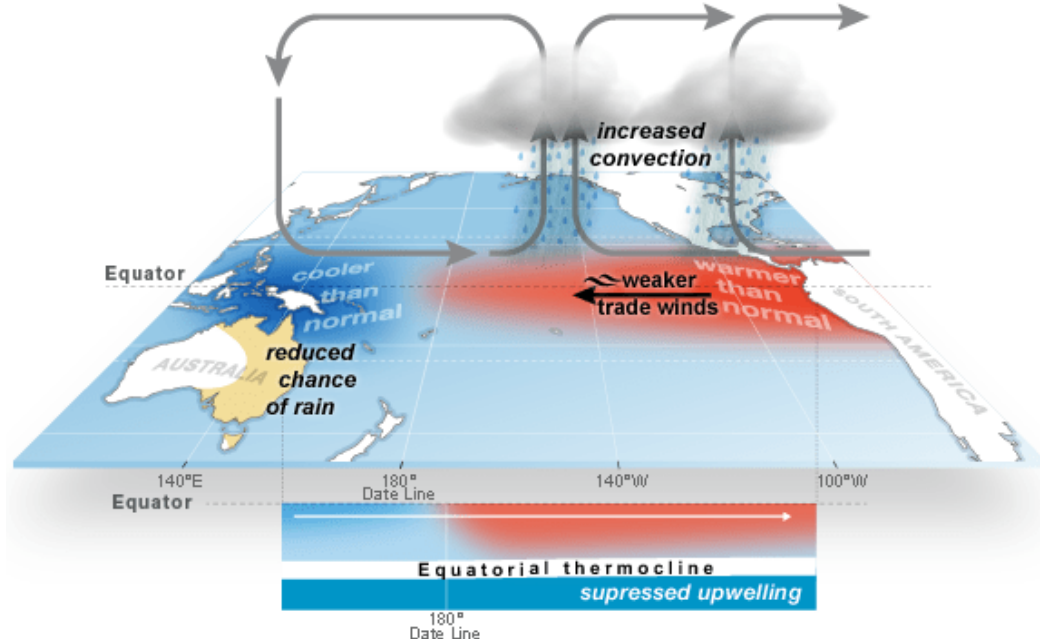 increased
convection
Equator
cooler
than
normal
weaker
trade winds
warmer
than
normal
SOUTH AMERICA
AUSTRALIA
reduced
chance
of rain
140°E
180°
Date Line
140°W
100°W
Equator
Equatorial thermocline
supressed upwelling
180°
Date Line